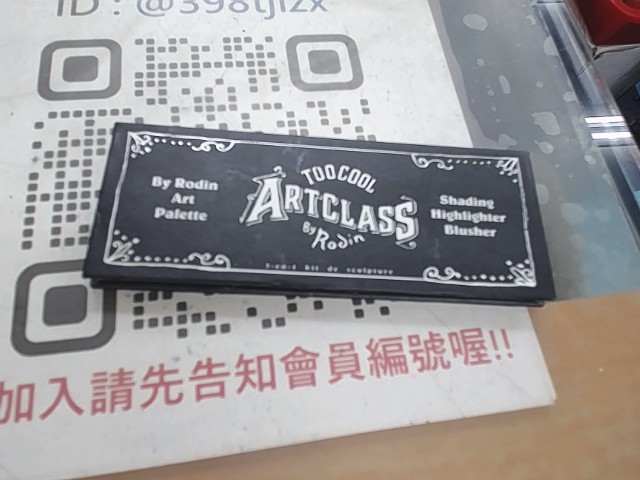 ID：@398tjizx
By Rodin
Art
Palette
TOO COOL
ARTCLASS
By Rodin
Shading
Highlighter
Blusher
加入請先告知會員編號喔!!